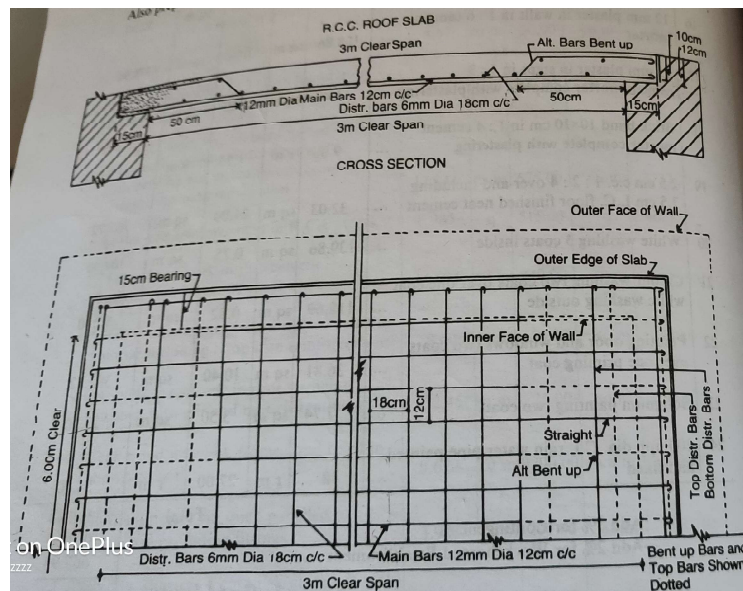 Also
R.C.C. ROOF SLAB
3m Clear Span
Alt. Bars Bent up
10cm
12cm
12mm Dia Main Bars 12cm c/c
Distr. bars 6mm Dia 18cm c/c
50 cm
50cm
15cm
15cm
3m Clear Span
CROSS SECTION
Outer Face of Wall
Outer Edge of Slab
15cm Bearing
Inner Face of Wall
6.00m Clear
18cm
12cm
Straight
Alt Bent up
Top Distr. Bars
Bottom Distr. Bars
Distr. Bars 6mm Dia 18cm c/c
Main Bars 12mm Dia 12cm c/c
Bent up Bars and
Top Bars Shown
Dotted
3m Clear Span
t on OnePlus
zzzz